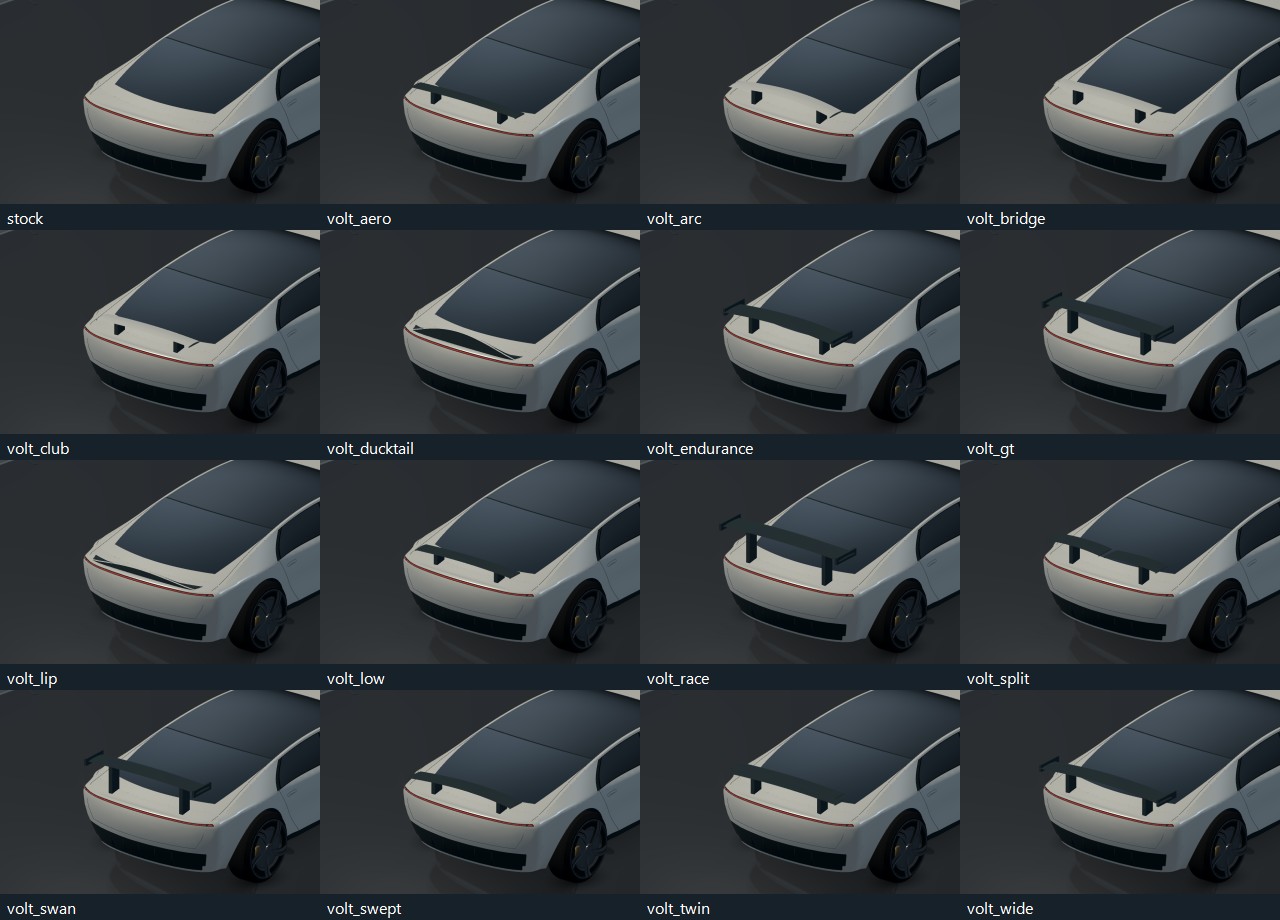 stock
volt_aero
volt_arc
volt_bridge
volt_club
volt_ducktail
volt_endurance
volt_gt
volt_lip
volt_low
volt_race
volt_split
volt_swan
volt_swept
volt_twin
volt_wide